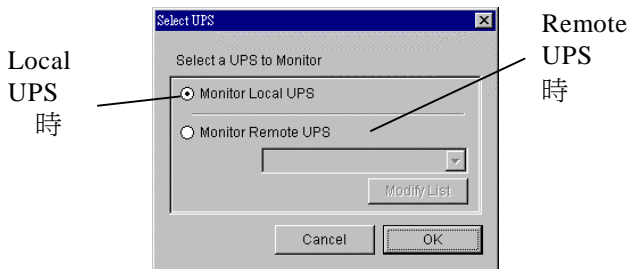 Select UPS
Select a UPS to Monitor
Monitor Local UPS
Monitor Remote UPS
Modify List
Cancel
OK
Local
UPS
時
Remote
UPS
時